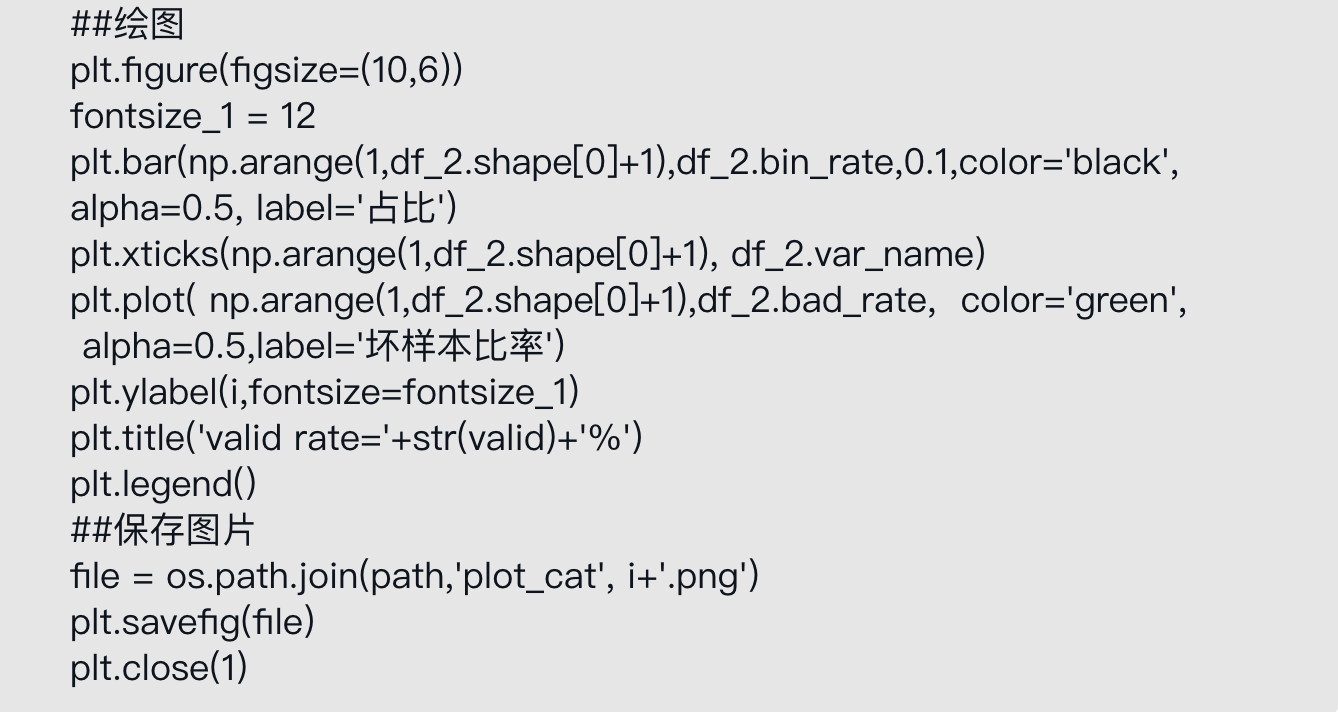 ##绘图
plt.figure(figsize=(10,6))
fontsize_1 = 12
plt.bar(np.arange(1,df_2.shape[0]+1),df_2.bin_rate,0.1,color='black',
alpha=0.5, label='占比')
plt.xticks(np.arange(1,df_2.shape[0]+1), df_2.var_name)
plt.plot( np.arange(1,df_2.shape[0]+1),df_2.bad_rate,  color='green',
 alpha=0.5,label='坏样本比率')
plt.ylabel(i,fontsize=fontsize_1)
plt.title('valid rate='+str(valid)+'%')
plt.legend()
##保存图片
file = os.path.join(path,'plot_cat', i+'.png')
plt.savefig(file)
plt.close(1)